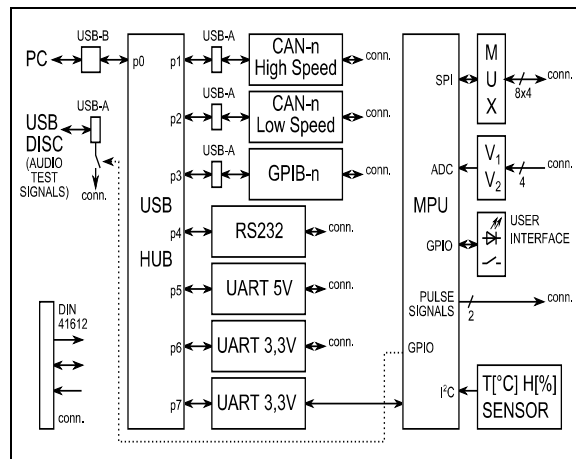 USB-B
PC
p0
USB-A
USB
DISC
(AUDIO
TEST
SIGNALS)
conn.
DIN
41612
conn.
USB
HUB
p1
USB-A
CAN-n
High Speed
conn.
p2
USB-A
CAN-n
Low Speed
conn.
p3
USB-A
GPIB-n
conn.
p4
RS232
conn.
p5
UART 5V
conn.
p6
UART 3,3V
conn.
p7
UART 3,3V
MPU
SPI
M
U
X
8x4
conn.
ADC
V1
V2
4
conn.
GPIO
USER
INTERFACE
PULSE
SIGNALS
2
conn.
GPIO
I²C
T[°C] H[%]
SENSOR